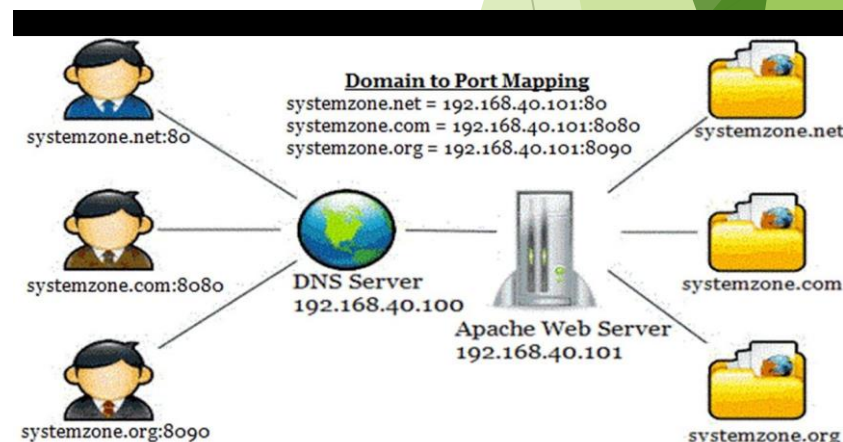 Domain to Port Mapping
systemzone.net = 192.168.40.101:80
systemzone.com = 192.168.40.101:8080
systemzone.org = 192.168.40.101:8090
systemzone.net:80
systemzone.net
systemzone.com:8080
DNS Server
192.168.40.100
systemzone.com
Apache Web Server
192.168.40.101
systemzone.org:8090
systemzone.org